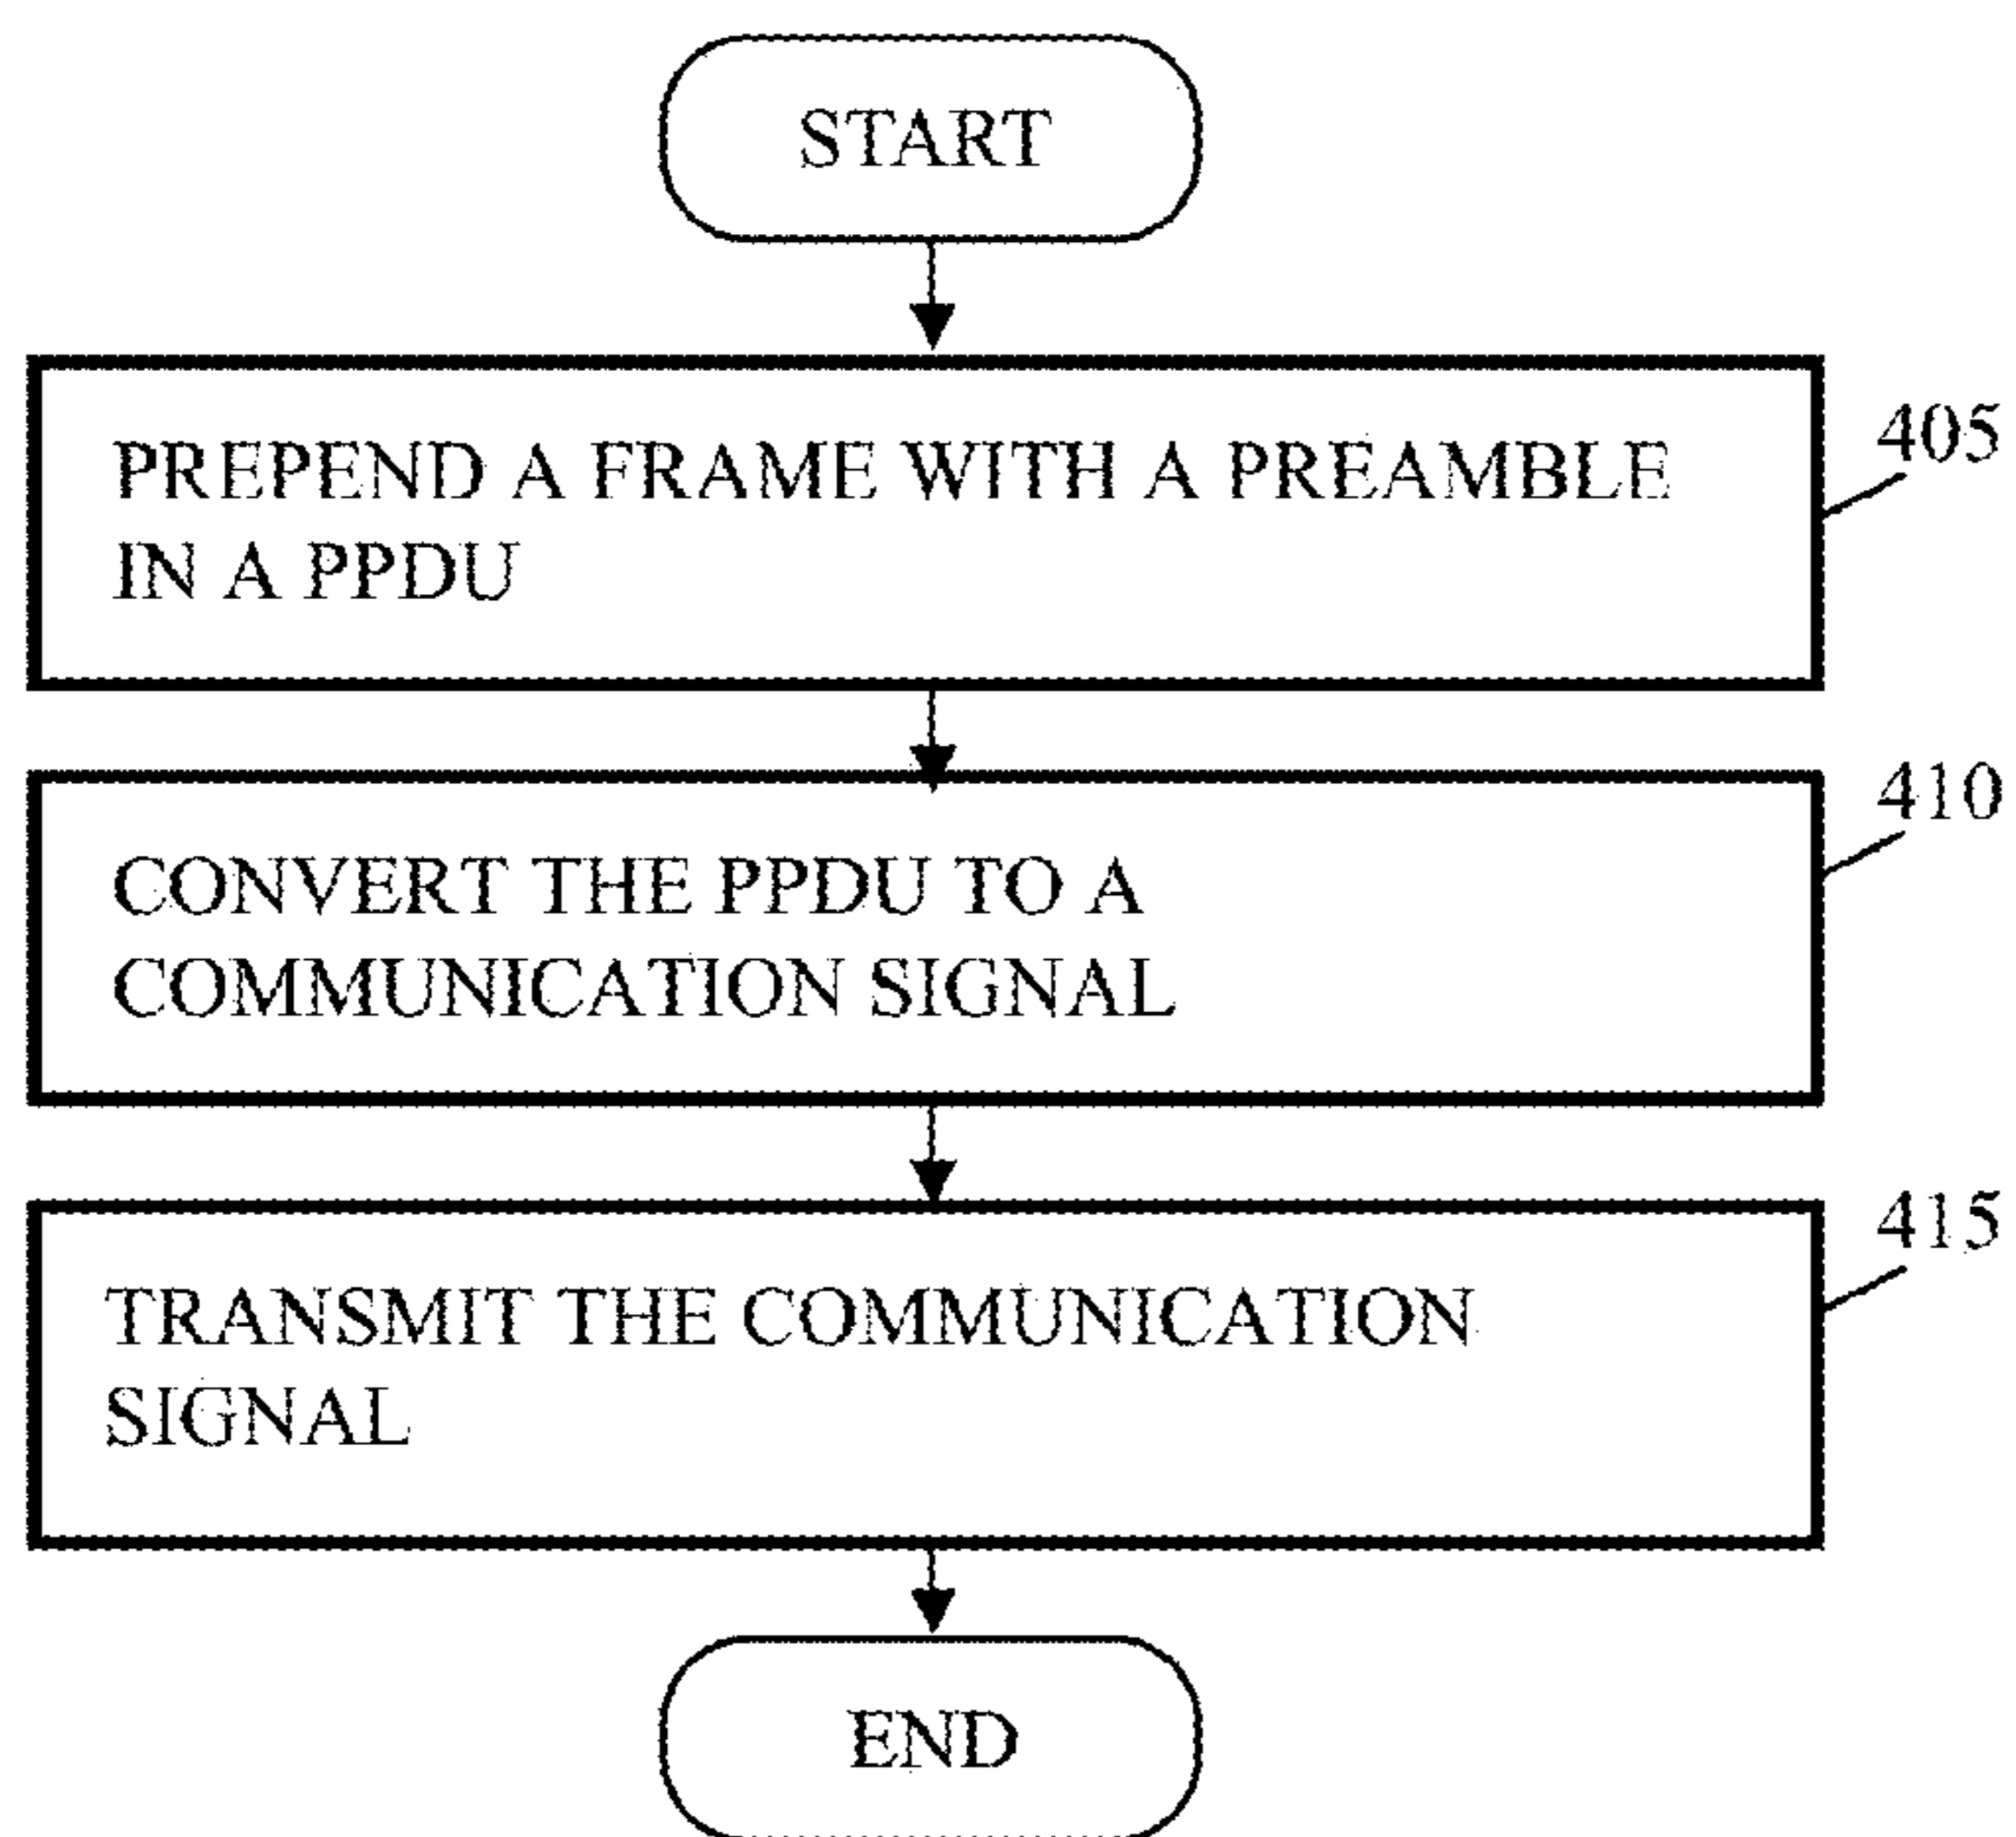 START
PREPEND A FRAME WITH A PREAMBLE
IN A PPDU
405
CONVERT THE PPDU TO A
COMMUNICATION SIGNAL
410
TRANSMIT THE COMMUNICATION
SIGNAL
415
END